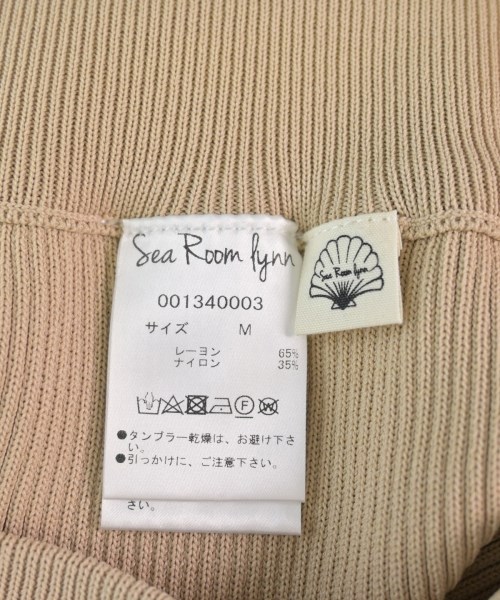 Sea Room lynn
001340003
サイズ M
レーヨン 65%
ナイロン 35%
●タンブラー乾燥は、お避け下さ
い。
●引っかけに、ご注意下さい。
さい。
Sea Room lynn